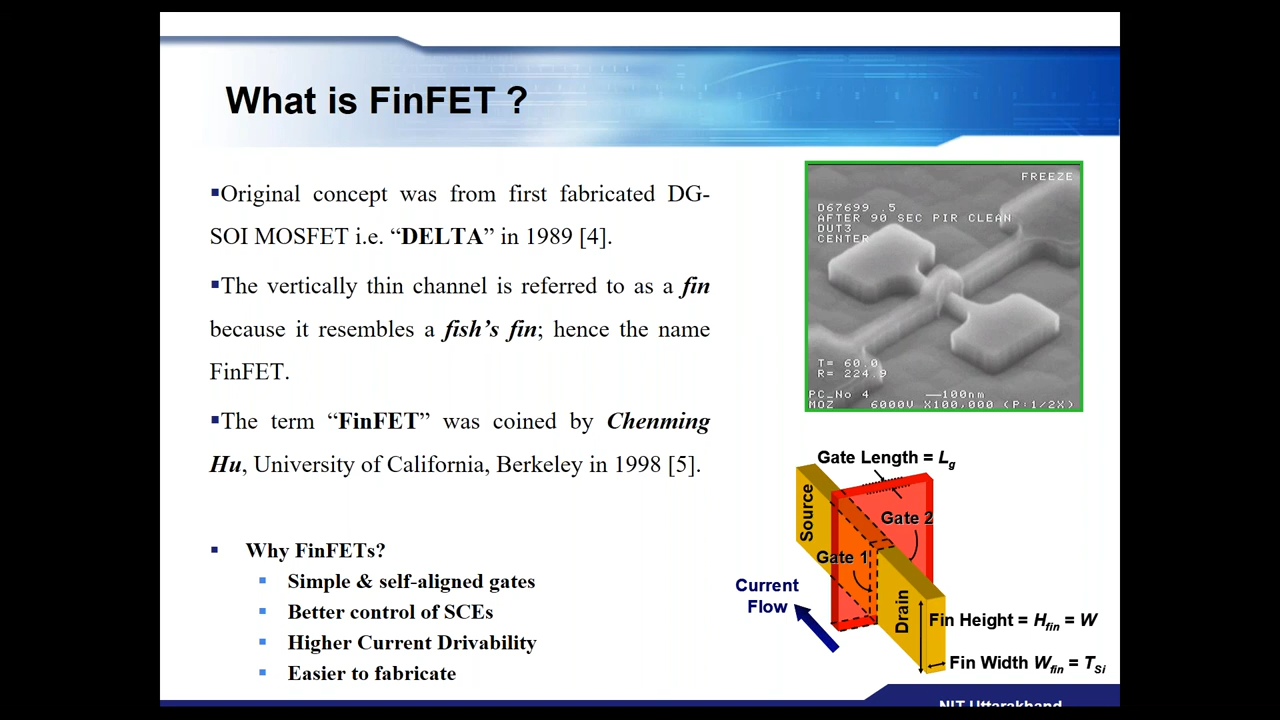 What is FinFET ?
▪Original concept was from first fabricated DG-
SOI MOSFET i.e. “DELTA” in 1989 [4].
▪The vertically thin channel is referred to as a fin
because it resembles a fish’s fin; hence the name
FinFET.
▪The term “FinFET” was coined by Chenming
Hu, University of California, Berkeley in 1998 [5].
▪ Why FinFETs?
▪ Simple & self-aligned gates
▪ Better control of SCEs
▪ Higher Current Drivability
▪ Easier to fabricate
FREEZE
D67699 .5
AFTER 90 SEC PIR CLEAN
DUT3
CENTER
T= 60.0
R= 224.9
PC_No 4 100nm
MOZ 6000V X100,000 (P:1/2X)
Gate Length = Lg
Source
Gate 2
Gate 1
Current
Flow
Drain
Fin Height = Hfin = W
Fin Width Wfin = TSi
NIT Uttarakhand